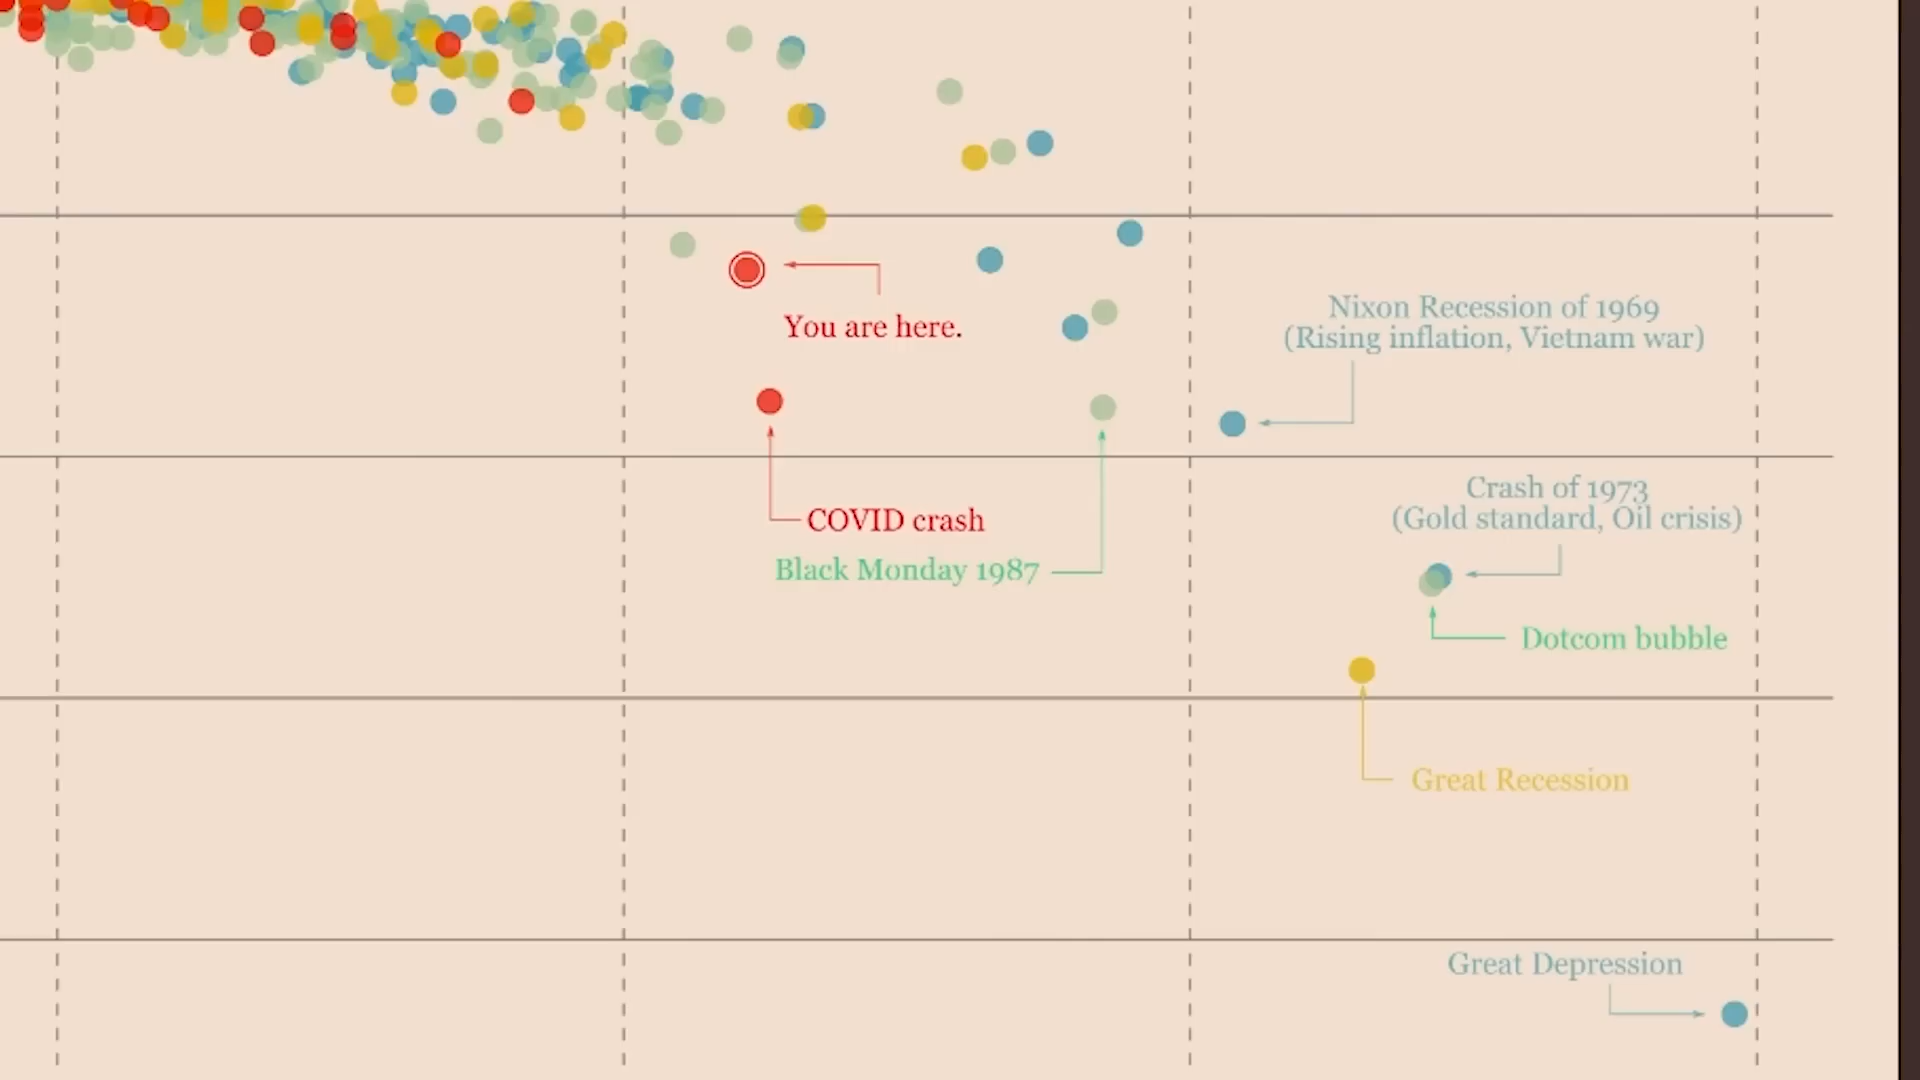 Nixon Recession of 1969
(Rising inflation, Vietnam war)
You are here.
Crash of 1973
(Gold standard, Oil crisis)
COVID crash
Black Monday 1987
Dotcom bubble
Great Recession
Great Depression